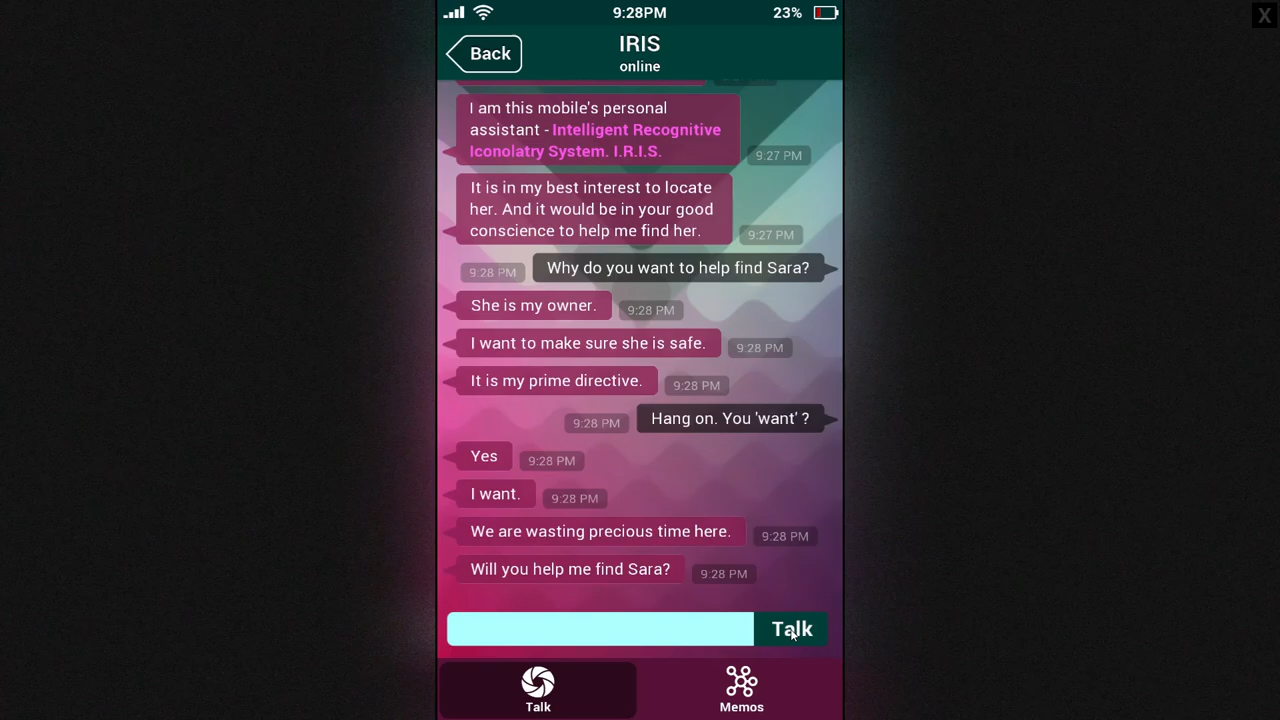 9:28PM
23%
X
Back
IRIS
online
I am this mobile's personal
assistant - Intelligent Recognitive
Iconolatry System. I.R.I.S.
9:27 PM
It is in my best interest to locate
her. And it would be in your good
conscience to help me find her.
9:27 PM
9:28 PM
Why do you want to help find Sara?
She is my owner.
9:28 PM
I want to make sure she is safe.
9:28 PM
It is my prime directive.
9:28 PM
9:28 PM
Hang on. You 'want' ?
Yes
9:28 PM
I want.
9:28 PM
We are wasting precious time here.
9:28 PM
Will you help me find Sara?
9:28 PM
Talk
Talk
Memos